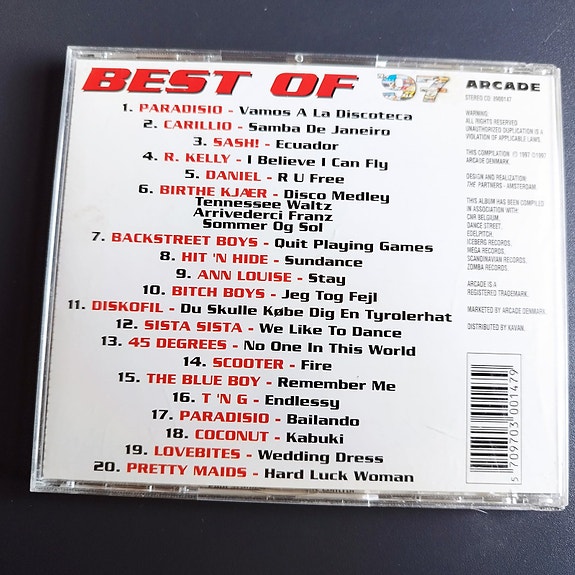 BEST OF 97
ARCADE
STEREO CD 9900147
1. PARADISIO - Vamos A La Discoteca
2. CARILLIO - Samba De Janeiro
3. SASH! - Ecuador
4. R. KELLY - I Believe I Can Fly
5. DANIEL - R U Free
6. BIRTHE KJÆR - Disco Medley
Tennessee Waltz
Arrivederci Franz
Sommer Og Sol
7. BACKSTREET BOYS - Quit Playing Games
8. HIT 'N HIDE - Sundance
9. ANN LOUISE - Stay
10. BITCH BOYS - Jeg Tog Fejl
11. DISKOFIL - Du Skulle Købe Dig En Tyrolerhat
12. SISTA SISTA - We Like To Dance
13. 45 DEGREES - No One In This World
14. SCOOTER - Fire
15. THE BLUE BOY - Remember Me
16. T 'N G - Endlessy
17. PARADISIO - Bailando
18. COCONUT - Kabuki
19. LOVEBITES - Wedding Dress
20. PRETTY MAIDS - Hard Luck Woman
WARNING:
ALL RIGHTS RESERVED
UNAUTHORIZED DUPLICATION IS A
VIOLATION OF APPLICABLE LAWS.
THIS COMPILATION ℗ 1997 ©1997
ARCADE DENMARK
DESIGN AND REALIZATION:
THE PARTNERS - AMSTERDAM.
THIS ALBUM HAS BEEN COMPILED
IN ASSOCIATION WITH:
CNR BELGIUM,
DANCE STREET,
EDELPITCH,
ICEBERG RECORDS,
MEGA RECORDS,
SCANDINAVIAN RECORDS,
ZOMBA RECORDS.
ARCADE IS A
REGISTERED TRADEMARK.
MARKETED BY ARCADE DENMARK.
DISTRIBUTED BY KAVAN.
5 709703 001479